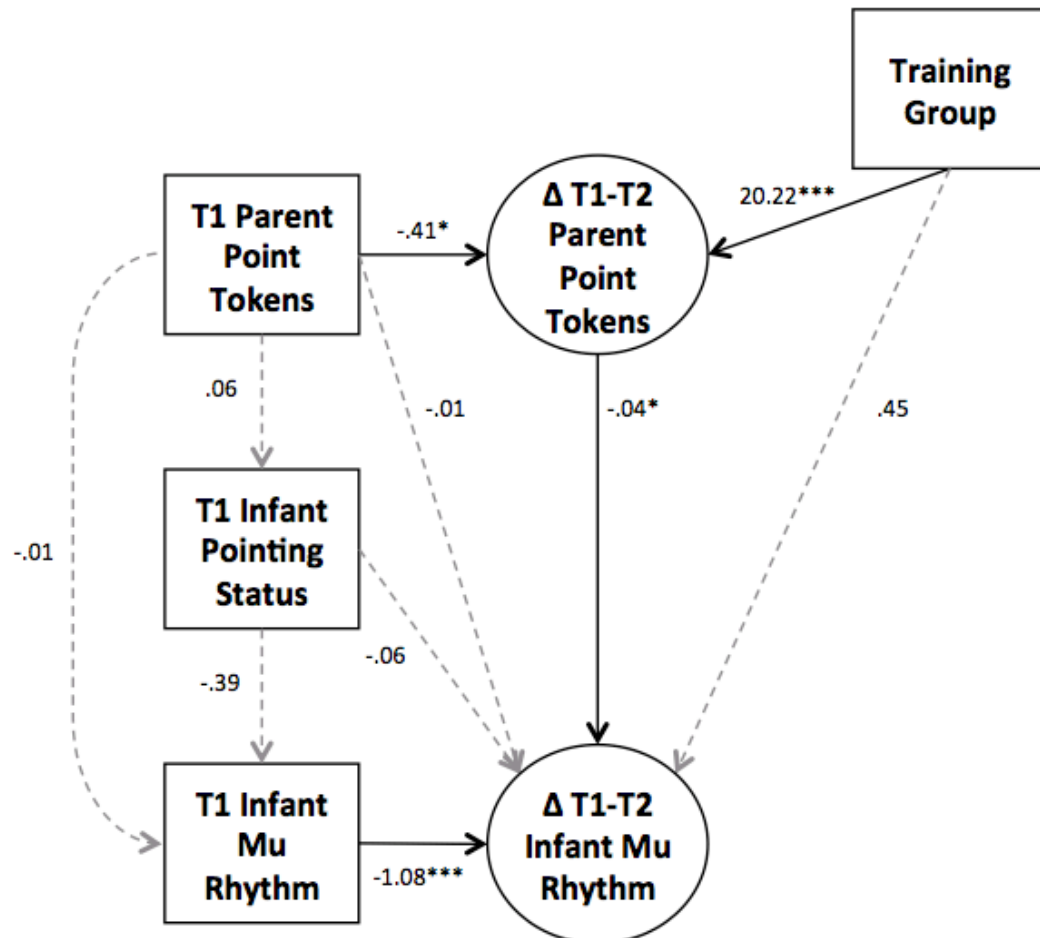 Training
Group
T1 Parent
Point
Tokens
-.41*
Δ T1-T2
Parent
Point
Tokens
20.22***
.06
-.01
-.04*
.45
T1 Infant
Pointing
Status
-.01
-.39
-.06
T1 Infant
Mu
Rhythm
-1.08***
Δ T1-T2
Infant Mu
Rhythm